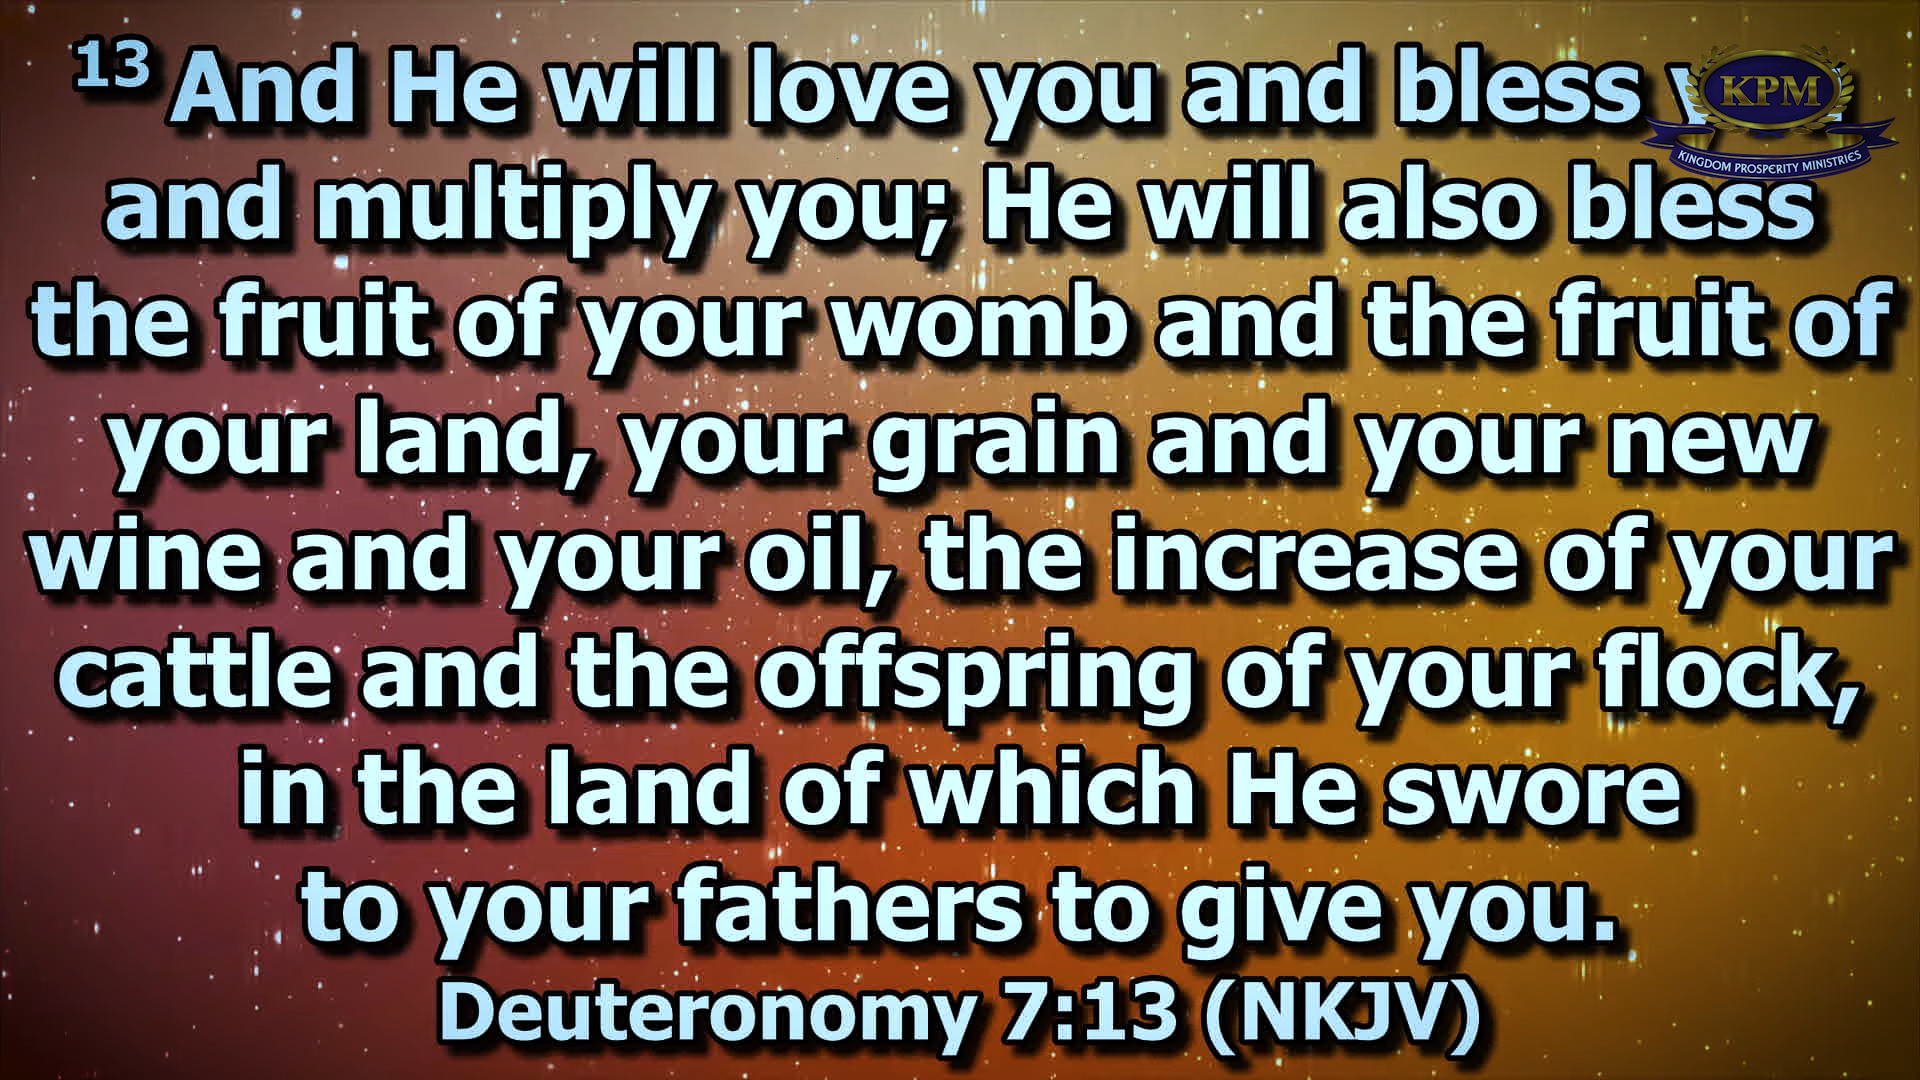 13 And He will love you and bless
and multiply you; He will also bless
the fruit of your womb and the fruit of
your land, your grain and your new
wine and your oil, the increase of your
cattle and the offspring of your flock,
in the land of which He swore
to your fathers to give you.
Deuteronomy 7:13 (NKJV)
KPM
KINGDOM PROSPERITY MINISTRIES